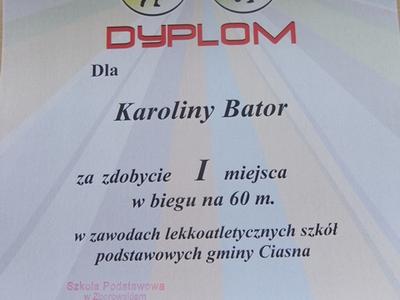 DYPLOM
Dla
Karoliny Bator
za zdobycie I miejsca
w biegu na 60 m.
w zawodach lekkoatletycznych szkół
podstawowych gminy Ciasna
Szkoła Podstawowa
w